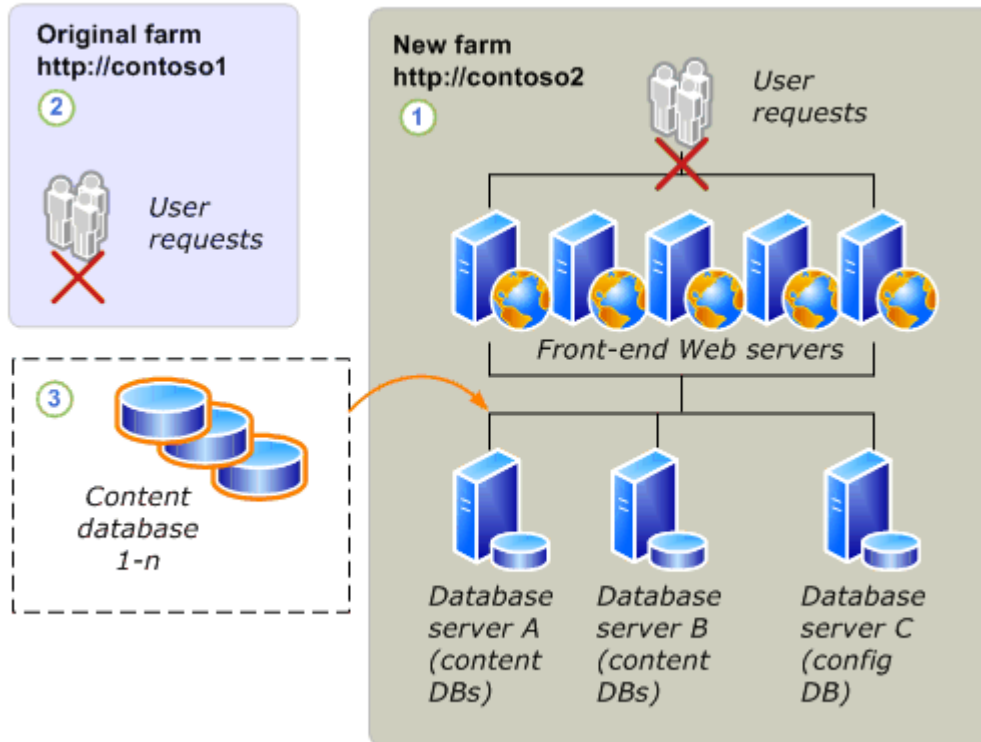 Original farm
http://contoso1
2
User
requests
3
Content
database
1-n
New farm
http://contoso2
1
User
requests
Front-end Web servers
Database
server A
(content
DBs)
Database
server B
(content
DBs)
Database
server C
(config
DB)